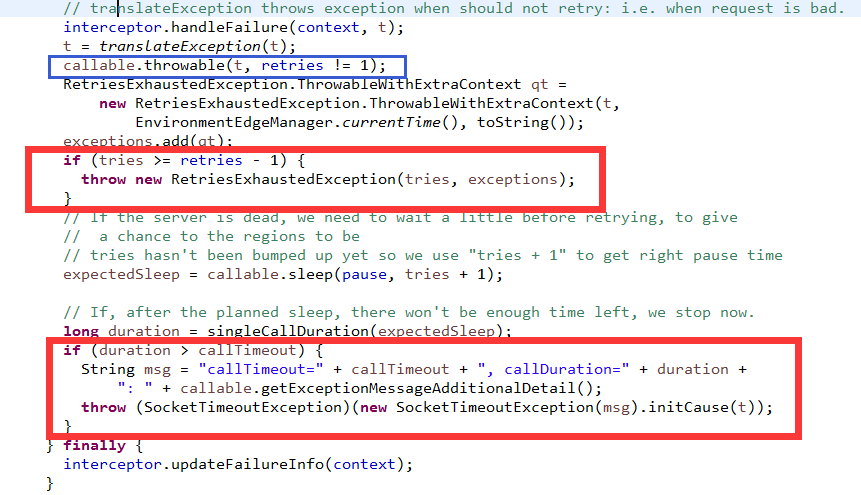 // translateException throws exception when should not retry: i.e. when request is bad.
interceptor.handleFailure(context, t);
t = translateException(t);
callable.throwable(t, retries != 1);
RetriesExhaustedException.ThrowableWithExtraContext qt =
new RetriesExhaustedException.ThrowableWithExtraContext(t,
EnvironmentEdgeManager.currentTime(), toString());
exceptions.add(qt);
if (tries >= retries - 1) {
throw new RetriesExhaustedException(tries, exceptions);
}
// If the server is dead, we need to wait a little before retrying, to give
//  a chance to the regions to be
// tries hasn't been bumped up yet so we use "tries + 1" to get right pause time
expectedSleep = callable.sleep(pause, tries + 1);
// If, after the planned sleep, there won't be enough time left, we stop now.
long duration = singleCallDuration(expectedSleep);
if (duration > callTimeout) {
String msg = "callTimeout=" + callTimeout + ", callDuration=" + duration +
": " + callable.getExceptionMessageAdditionalDetail();
throw (SocketTimeoutException)(new SocketTimeoutException(msg).initCause(t));
}
} finally {
interceptor.updateFailureInfo(context);
}